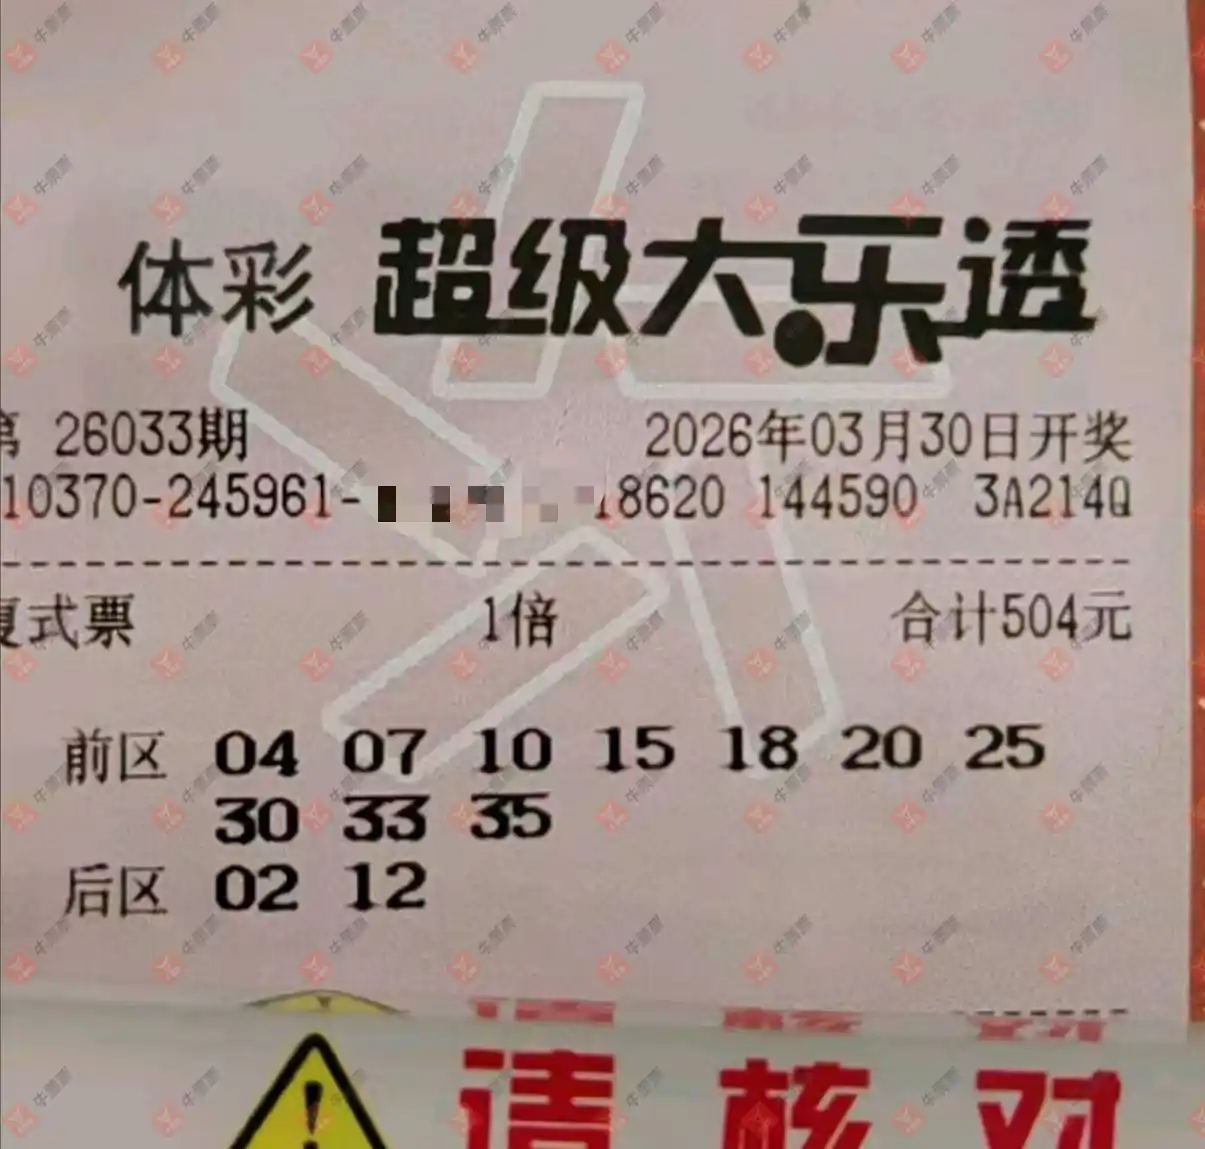 体彩 超级大乐透
第 26033期 2026年03月30日开奖
10370-245961- 18620 144590 3A214Q
复式票 1倍 合计504元
前区 04 07 10 15 18 20 25
30 33 35
后区 02 12
请核对